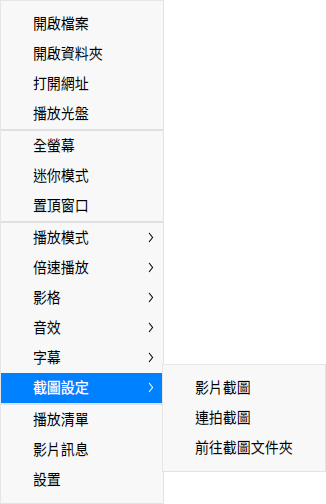 開啟檔案
開啟資料夾
打開網址
播放光盤
全螢幕
迷你模式
置頂窗口
播放模式
倍速播放
影格
音效
字幕
截圖設定
影片截圖
連拍截圖
前往截圖文件夾
播放清單
影片訊息
設置